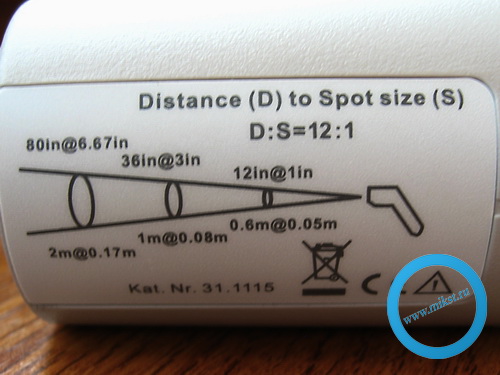 Distance (D) to Spot size (S)
D:S=12:1
80in@6.67in
36in@3in
12in@1in
2m@0.17m
1m@0.08m
0.6m@0.05m
Kat. Nr. 31.1115
www.mikst.ru